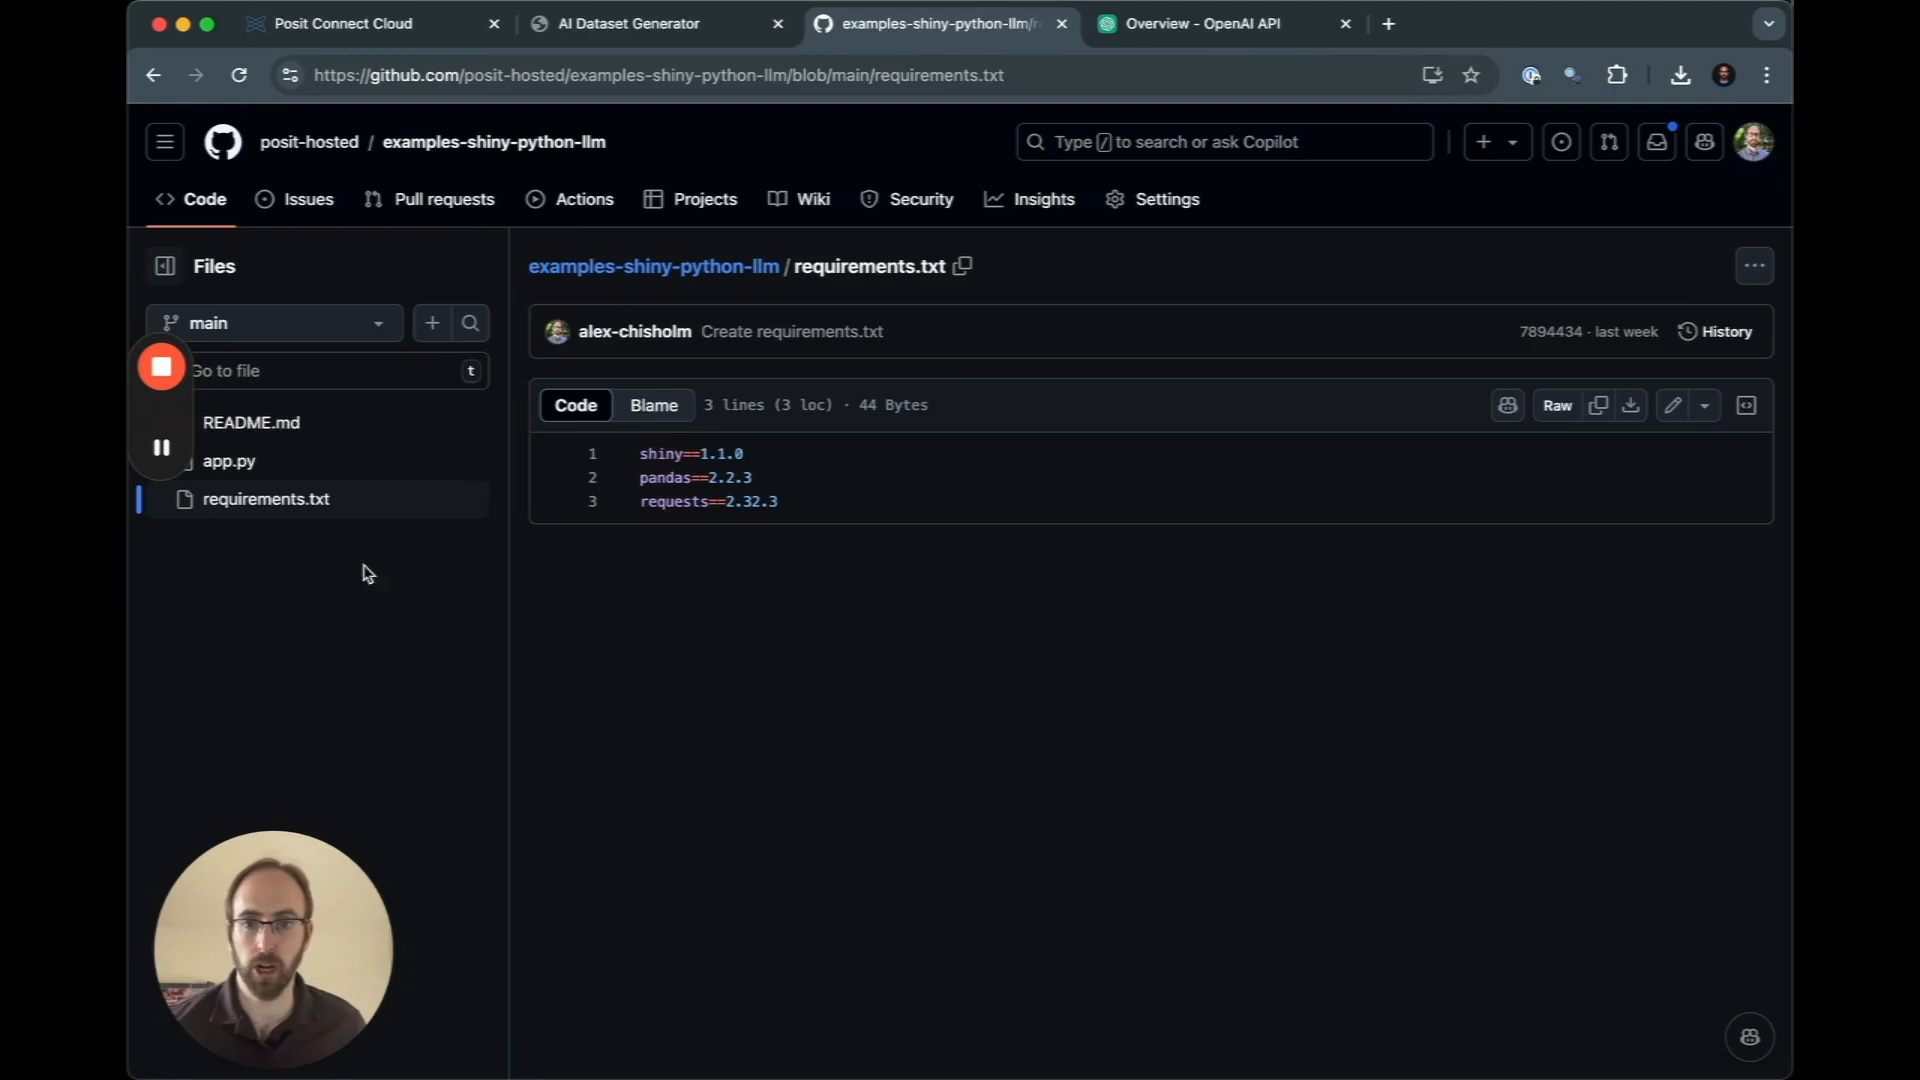 Posit Connect Cloud
AI Dataset Generator
examples-shiny-python-llm/r
Overview - OpenAI API
https://github.com/posit-hosted/examples-shiny-python-llm/blob/main/requirements.txt
posit-hosted / examples-shiny-python-llm
Type / to search or ask Copilot
Code
Issues
Pull requests
Actions
Projects
Wiki
Security
Insights
Settings
Files
main
Go to file
t
README.md
app.py
requirements.txt
examples-shiny-python-llm / requirements.txt
alex-chisholm Create requirements.txt
7894434 · last week
History
Code
Blame
3 lines (3 loc) · 44 Bytes
Raw
1 shiny==1.1.0
2 pandas==2.2.3
3 requests==2.32.3